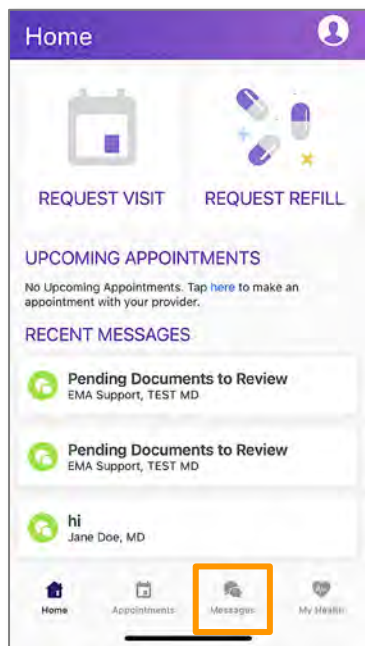 Home
REQUEST VISIT
REQUEST REFILL
UPCOMING APPOINTMENTS
No Upcoming Appointments. Tap here to make an
appointment with your provider.
RECENT MESSAGES
Pending Documents to Review
EMA Support, TEST MD
Pending Documents to Review
EMA Support, TEST MD
hi
Jane Doe, MD
Home
Appointments
Messages
My Health